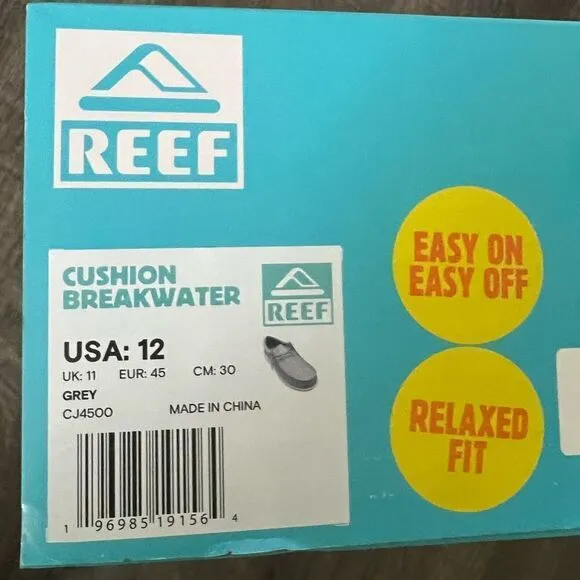 REEF
CUSHION
BREAKWATER
REEF
USA: 12
UK: 11 EUR: 45 CM: 30
GREY
CJ4500 MADE IN CHINA
1 96985 19156 4
EASY ON
EASY OFF
RELAXED
FIT